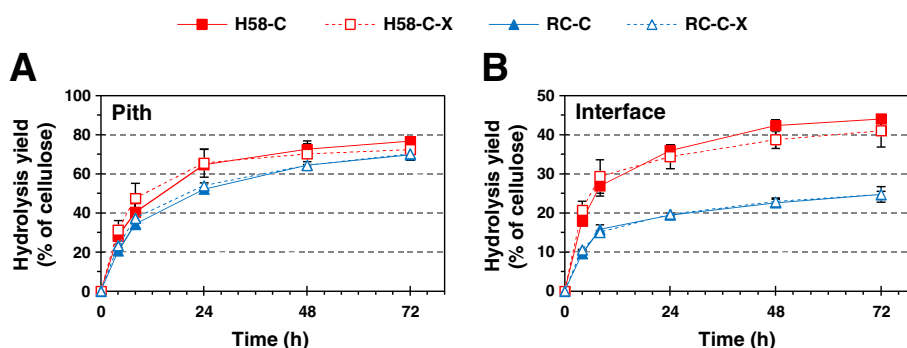 H58-C H58-C-X RC-C RC-C-X
A
Pith
Hydrolysis yield
(% of cellulose)
100
80
60
40
20
0
0 24 48 72
Time (h)
B
Interface
Hydrolysis yield
(% of cellulose)
50
40
30
20
10
0
0 24 48 72
Time (h)